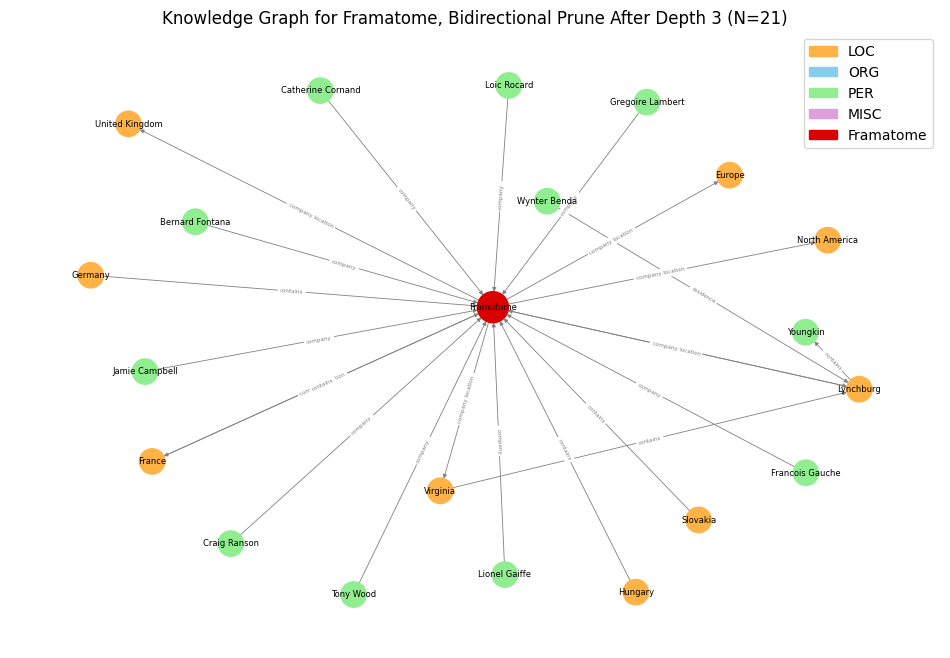 Knowledge Graph for Framatome, Bidirectional Prune After Depth 3 (N=21)
LOC
ORG
PER
MISC
Framatome
Catherine Cornand
Loic Rocard
Gregoire Lambert
United Kingdom
Europe
company
company
Wynter Benda
company location
Bernard Fontana
company location
North America
company
company location
Germany
contains
residence
Framatome
Youngkin
company
company location
contains
Jamie Campbell
contains
company location
company
Lynchburg
contains
company
contains
company
company
contains
France
Francois Gauche
Virginia
Slovakia
Craig Ranson
Lionel Gaiffe
Tony Wood
Hungary